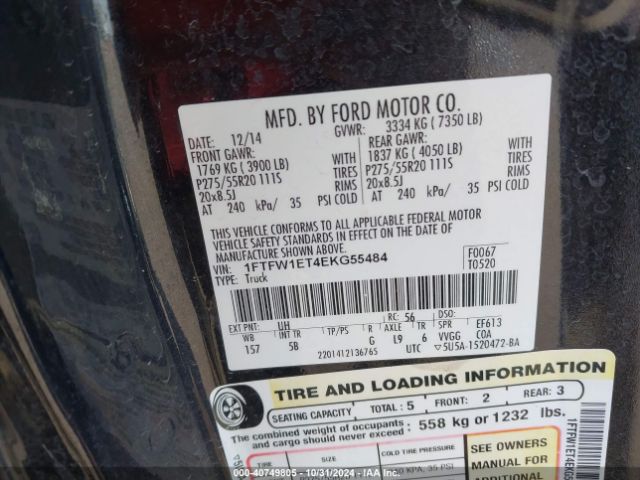 MFD. BY FORD MOTOR CO.
DATE: 12/14 GVWR: 3334 KG ( 7350 LB)
FRONT GAWR: REAR GAWR:
1769 KG ( 3900 LB) WITH 1837 KG ( 4050 LB) WITH
P275/55R20 111S TIRES P275/55R20 111S TIRES
20x8.5J RIMS 20x8.5J RIMS
AT 240 kPa/ 35 PSI COLD AT 240 kPa/ 35 PSI COLD
THIS VEHICLE CONFORMS TO ALL APPLICABLE FEDERAL MOTOR
VEHICLE SAFETY STANDARDS IN EFFECT ON THE DATE OF
MANUFACTURE SHOWN ABOVE.
VIN: 1FTFW1ET4EKG55484 F0067
TYPE: Truck T0520
EXT PNT: UH RC: 56 DSO:
WB INT TR TP/PS R AXLE TR SPR EF613
157 5B G L9 6 VVGG COA
2201412136765 UTC ▽5U5A-1520472-BA
TIRE AND LOADING INFORMATION
SEATING CAPACITY TOTAL: 5 FRONT: 2 REAR: 3
The combined weight of occupants
and cargo should never exceed: 558 kg or 1232 lbs.
TIRE SIZE COLD TIRE PRESSURE
KPA, 35 PSI
SEE OWNERS
MANUAL FOR
ADDITIONAL
COPART
© 40749805 - 10/31/2024 - IAA Inc.